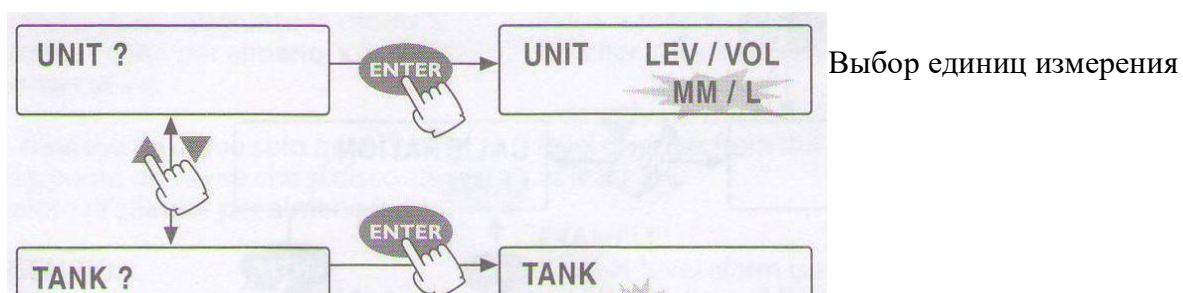 UNIT ?
ENTER
UNIT LEV / VOL
MM / L
Выбор единиц измерения
ENTER
TANK ?
TANK